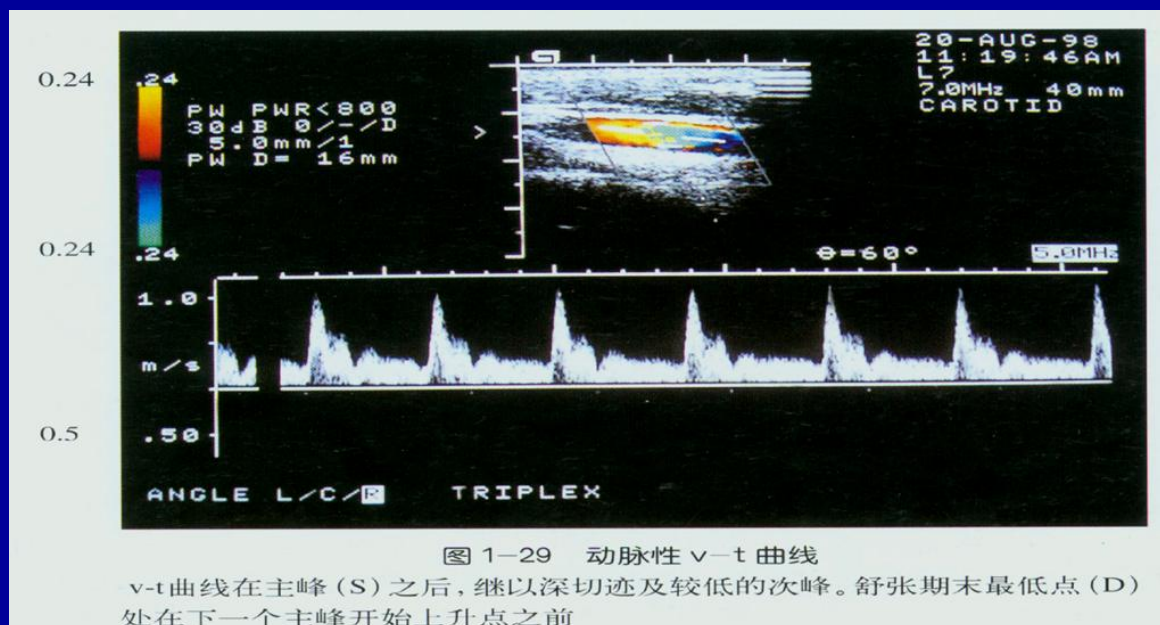 20-AUG-98
11:19:46AM
L7
7.0MHz 40mm
CAROTID
0.24
.24
PW PWR<800
30dB 0/-/D
5.0mm/1
PW D= 16mm
>
0.24
.24
θ=60°
5.0MHz
1.0
m/s
0.5
.50
ANGLE L/C/R TRIPLEX
图 1-29 动脉性 v-t 曲线
v-t曲线在主峰(S)之后,继以深切迹及较低的次峰。舒张期末最低点(D)
处在下一个主峰开始上升点之前